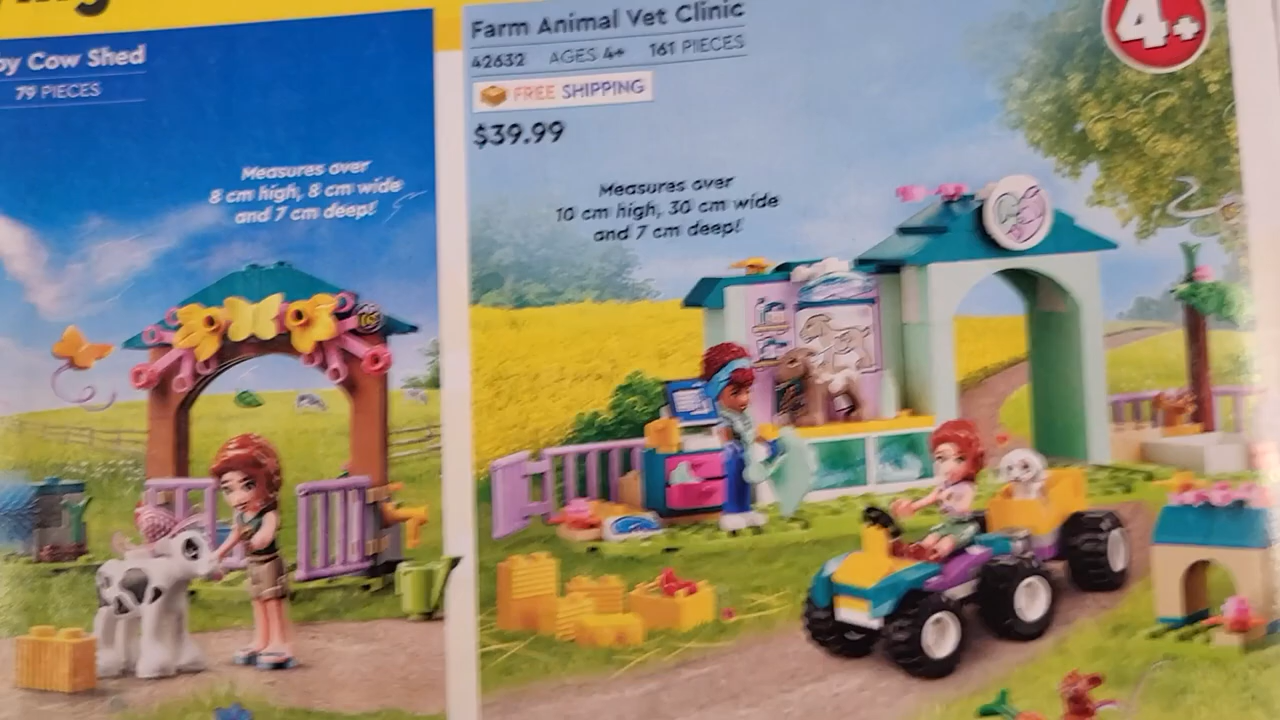 by Cow Shed
79 PIECES
Measures over
8 cm high, 8 cm wide
and 7 cm deep!
Farm Animal Vet Clinic
42632 AGES 4+ 161 PIECES
FREE SHIPPING
$39.99
Measures over
10 cm high, 30 cm wide
and 7 cm deep!
4+